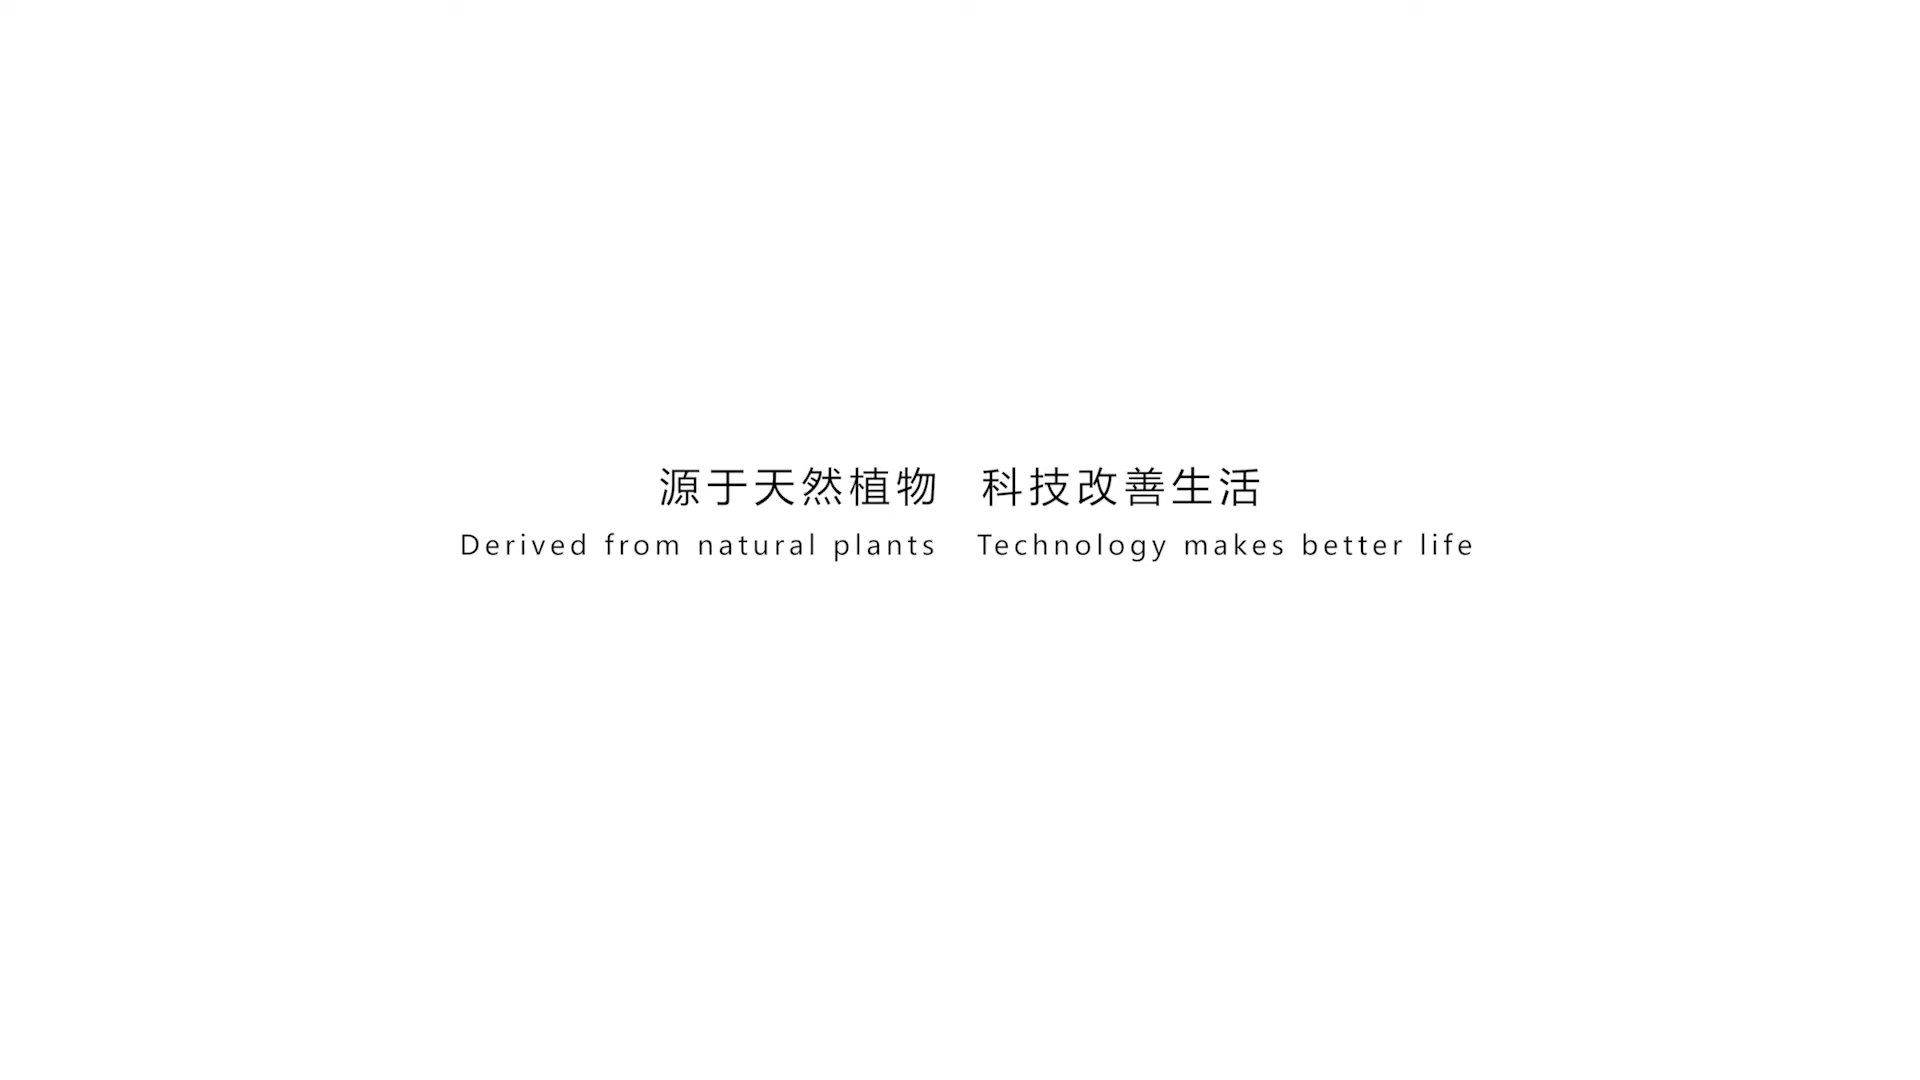 源于天然植物 科技改善生活
Derived from natural plants Technology makes better life